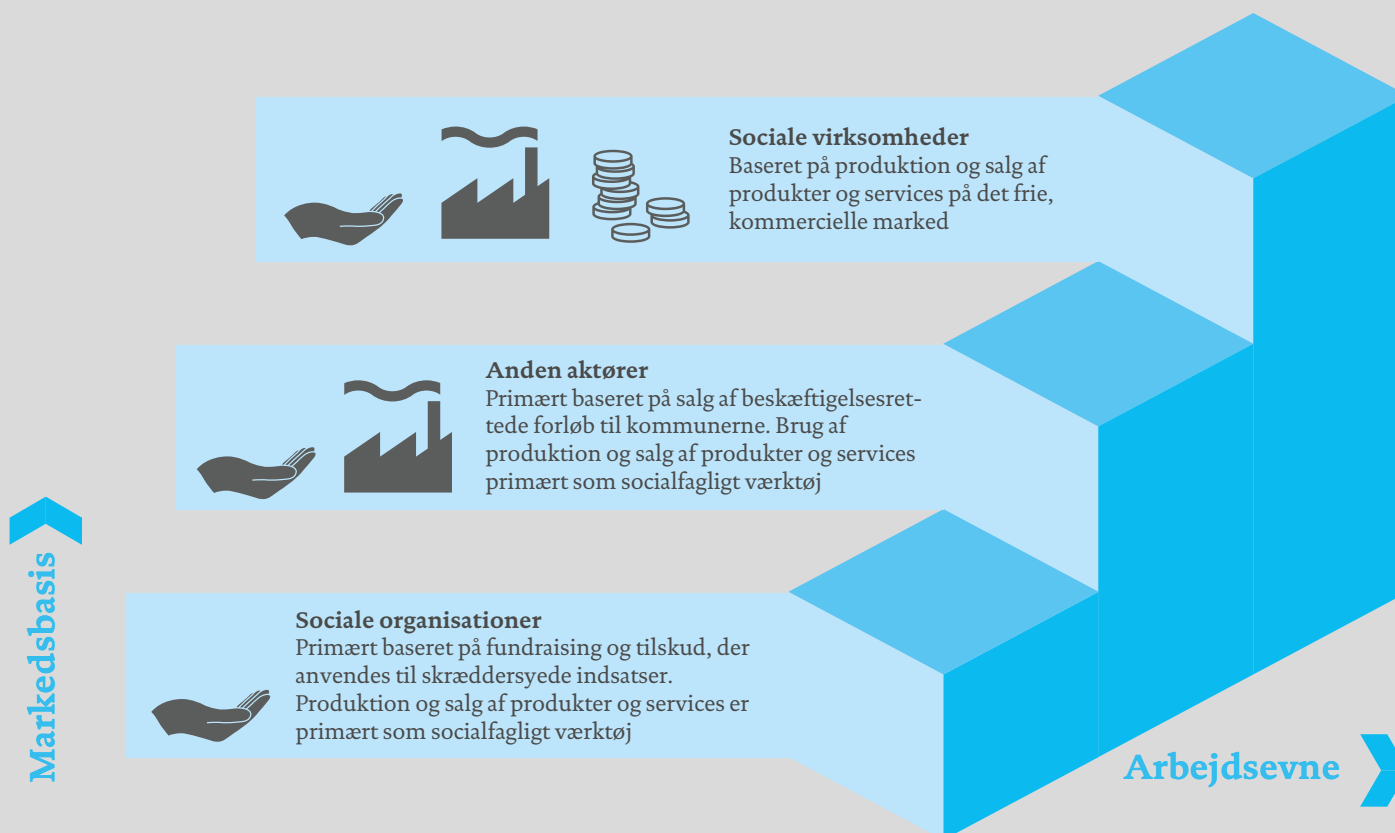 Sociale virksomheder
Baseret på produktion og salg af
produkter og services på det frie,
kommercielle marked
Anden aktører
Primært baseret på salg af beskæftigelsesret-
tede forløb til kommunerne. Brug af
produktion og salg af produkter og services
primært som socialfagligt værktøj
Sociale organisationer
Primært baseret på fundraising og tilskud, der
anvendes til skræddersyede indsatser.
Produktion og salg af produkter og services er
primært som socialfagligt værktøj
Markedsbasis
Arbejdsevne